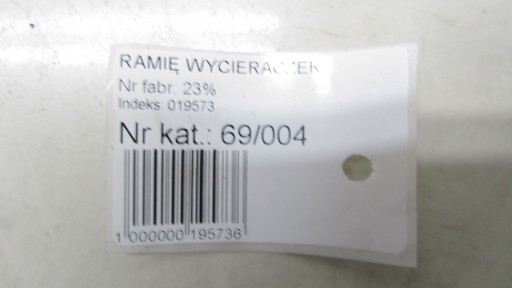 RAMIĘ WYCIERACZEK
Nr fabr. 23%
Indeks: 019573
Nr kat.: 69/004
1 000000 195736